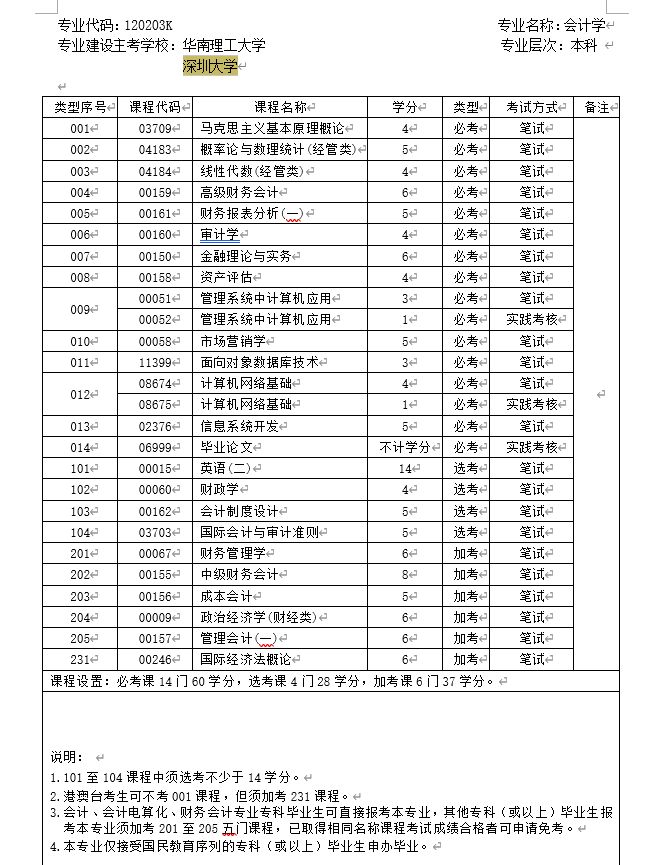 专业代码：120203K 专业名称：会计学
专业建设主考学校：华南理工大学 专业层次：本科
深圳大学
类型序号 课程代码 课程名称 学分 类型 考试方式 备注
001 03709 马克思主义基本原理概论 4 必考 笔试
002 04183 概率论与数理统计(经管类) 5 必考 笔试
003 04184 线性代数(经管类) 4 必考 笔试
004 00159 高级财务会计 6 必考 笔试
005 00161 财务报表分析(一) 5 必考 笔试
006 00160 审计学 4 必考 笔试
007 00150 金融理论与实务 6 必考 笔试
008 00158 资产评估 4 必考 笔试
009 00051 管理系统中计算机应用 3 必考 笔试
00052 管理系统中计算机应用 1 必考 实践考核
010 00058 市场营销学 5 必考 笔试
011 11399 面向对象数据库技术 3 必考 笔试
012 08674 计算机网络基础 4 必考 笔试
08675 计算机网络基础 1 必考 实践考核
013 02376 信息系统开发 5 必考 笔试
014 06999 毕业论文 不计学分 必考 实践考核
101 00015 英语(二) 14 选考 笔试
102 00060 财政学 4 选考 笔试
103 00162 会计制度设计 5 选考 笔试
104 03703 国际会计与审计准则 5 选考 笔试
201 00067 财务管理学 6 加考 笔试
202 00155 中级财务会计 8 加考 笔试
203 00156 成本会计 5 加考 笔试
204 00009 政治经济学(财经类) 6 加考 笔试
205 00157 管理会计(一) 6 加考 笔试
231 00246 国际经济法概论 6 加考 笔试
课程设置：必考课 14 门 60 学分，选考课 4 门 28 学分，加考课 6 门 37 学分。
说明：
1.101 至 104 课程中须选考不少于 14 学分。
2.港澳台考生可不考 001 课程，但须加考 231 课程。
3.会计、会计电算化、财务会计专业专科毕业生可直接报考本专业，其他专科（或以上）毕业生报
考本专业须加考 201 至 205 五门课程，已取得相同名称课程考试成绩合格者可申请免考。
4.本专业仅接受国民教育序列的专科（或以上）毕业生申办毕业。